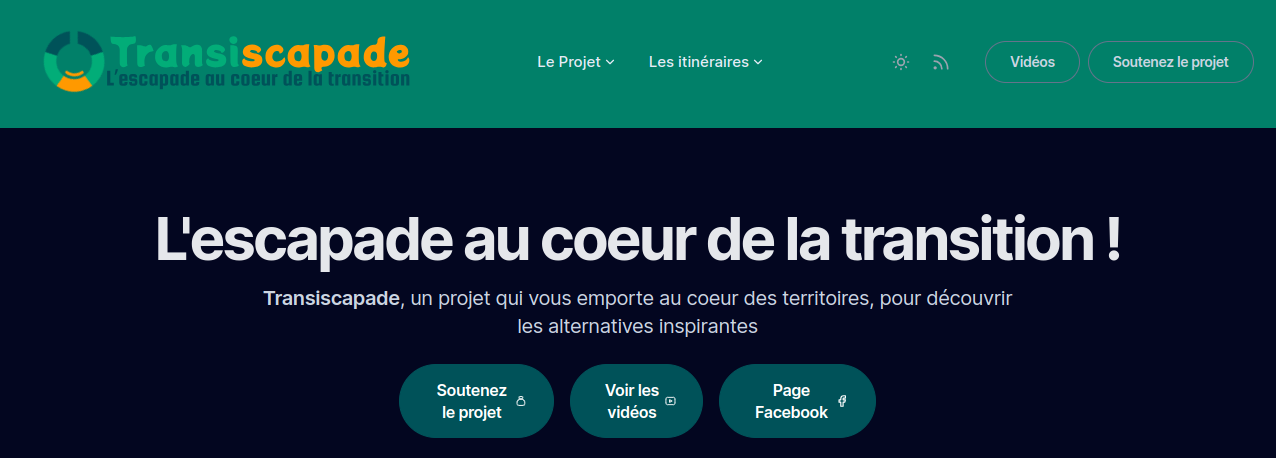 Transiscapade
L'escapade au coeur de la transition
Le Projet
Les itinéraires
Vidéos
Soutenez le projet
L'escapade au coeur de la transition !
Transiscapade, un projet qui vous emporte au coeur des territoires, pour découvrir
les alternatives inspirantes
Soutenez
le projet
Voir les
vidéos
Page
Facebook